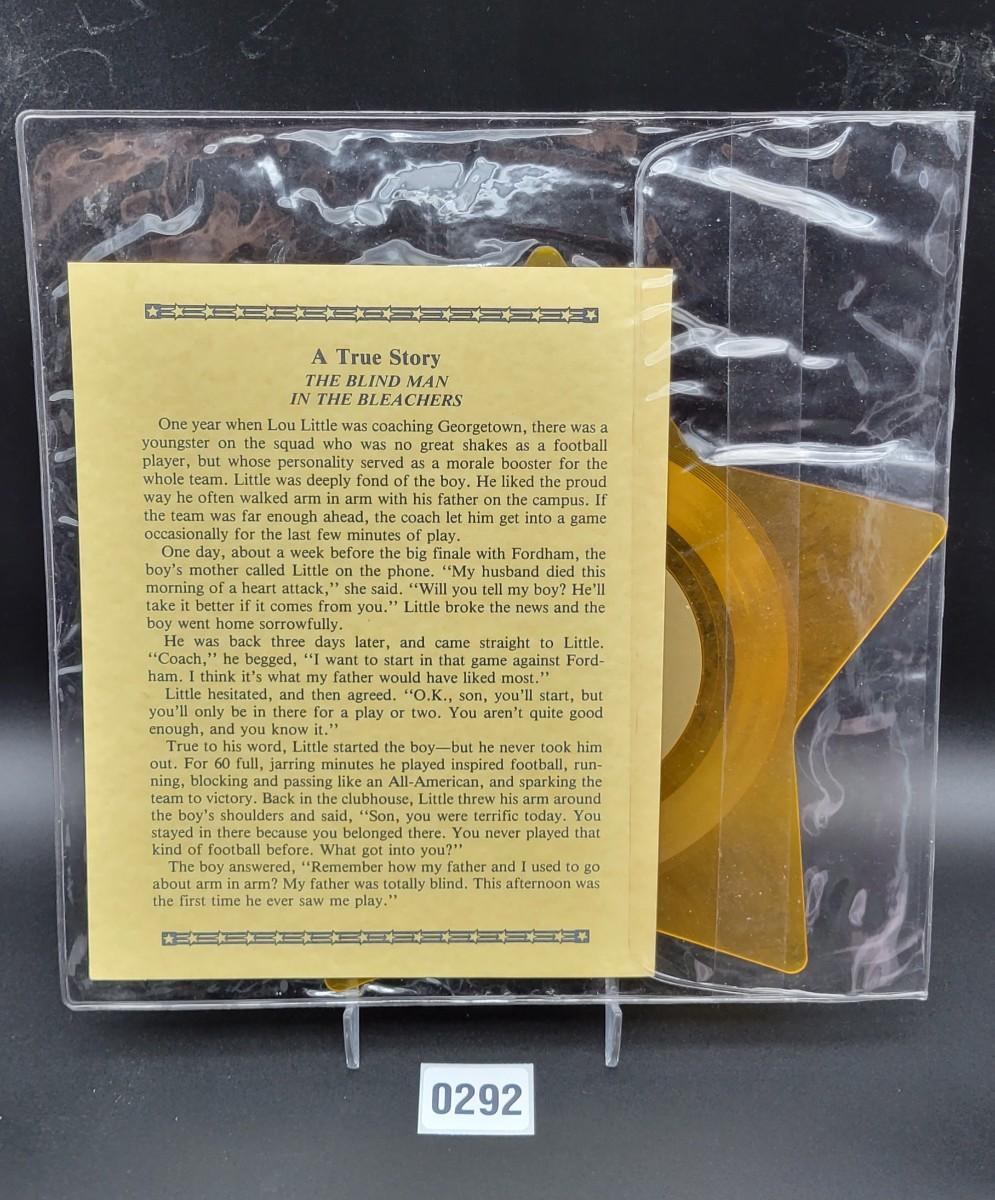 A True Story
THE BLIND MAN
IN THE BLEACHERS
One year when Lou Little was coaching Georgetown, there was a
youngster on the squad who was no great shakes as a football
player, but whose personality served as a morale booster for the
whole team. Little was deeply fond of the boy. He liked the proud
way he often walked arm in arm with his father on the campus. If
the team was far enough ahead, the coach let him get into a game
occasionally for the last few minutes of play.
One day, about a week before the big finale with Fordham, the
boy's mother called Little on the phone. “My husband died this
morning of a heart attack,” she said. “Will you tell my boy? He'll
take it better if it comes from you.” Little broke the news and the
boy went home sorrowfully.
He was back three days later, and came straight to Little.
“Coach,” he begged, “I want to start in that game against Ford-
ham. I think it's what my father would have liked most.”
Little hesitated, and then agreed. “O.K., son, you'll start, but
you'll only be in there for a play or two. You aren't quite good
enough, and you know it.”
True to his word, Little started the boy—but he never took him
out. For 60 full, jarring minutes he played inspired football, run-
ning, blocking and passing like an All-American, and sparking the
team to victory. Back in the clubhouse, Little threw his arm around
the boy's shoulders and said, “Son, you were terrific today. You
stayed in there because you belonged there. You never played that
kind of football before. What got into you?”
The boy answered, “Remember how my father and I used to go
about arm in arm? My father was totally blind. This afternoon was
the first time he ever saw me play.”
0292